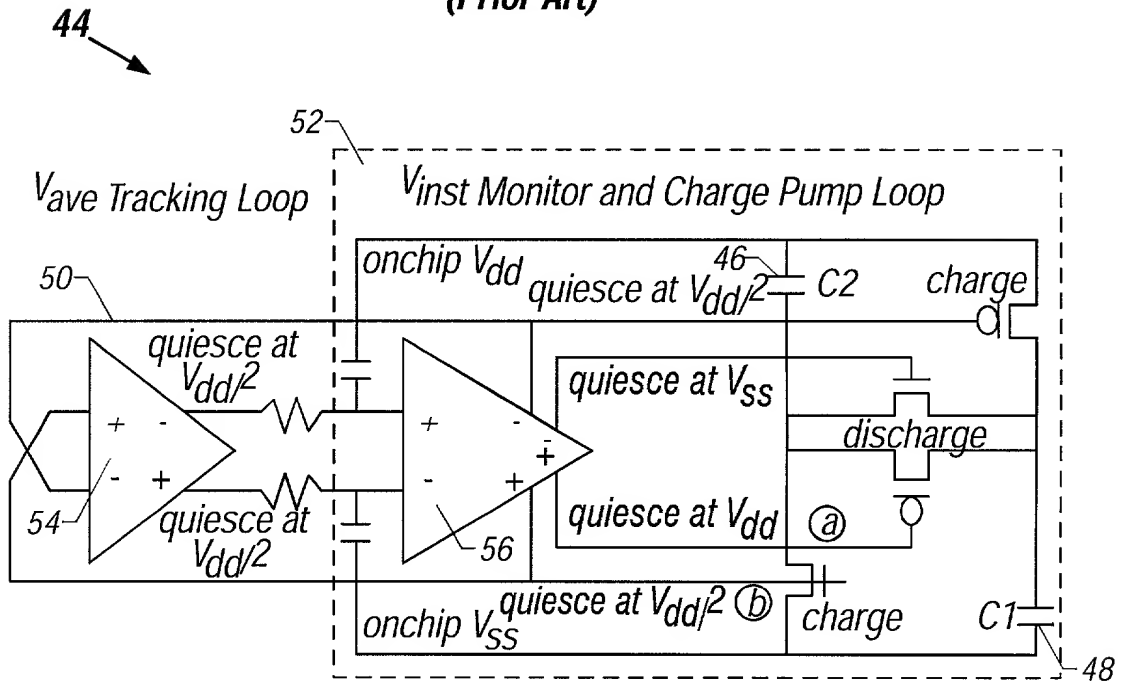 (Prior Art)
44
52
Vave Tracking Loop
Vinst Monitor and Charge Pump Loop
onchip Vdd
46
C2
charge
50
quiesce at Vdd/2
quiesce at
Vdd/2
quiesce at Vss
+ -
+ -
-
discharge
+
- +
- +
54
quiesce at
Vdd/2
56
quiesce at Vdd
a
quiesce at Vdd/2
b
onchip Vss
charge
C1
48